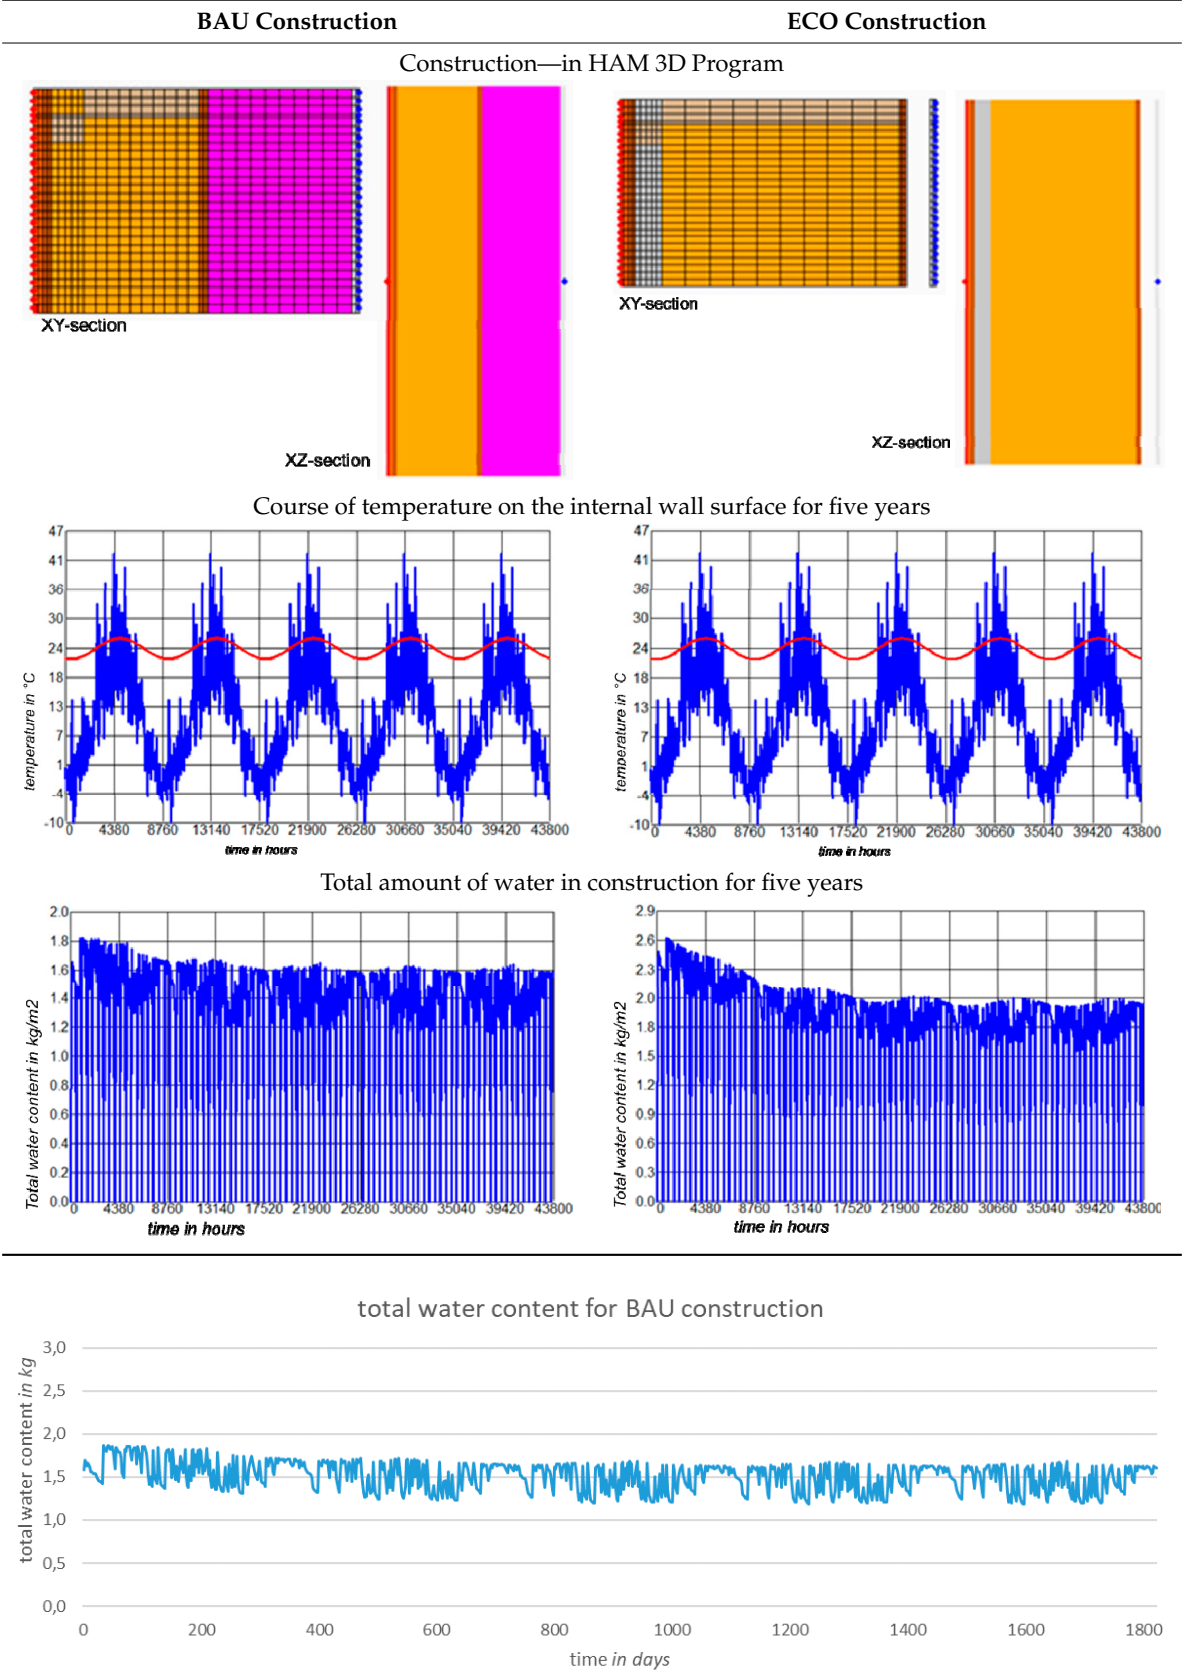 BAU Construction ECO Construction
Construction—in HAM 3D Program
XY-section
XZ-section
XY-section
XZ-section
Course of temperature on the internal wall surface for five years
temperature in °C
47
41
36
30
24
18
13
7
1
-4
-10
0 4380 8760 13140 17520 21900 26280 30660 35040 39420 43800
time in hours
temperature in °C
47
41
36
30
24
18
13
7
1
-4
-10
0 4380 8760 13140 17520 21900 26280 30660 35040 39420 43800
time in hours
Total amount of water in construction for five years
Total water content in kg/m2
2.0
1.8
1.6
1.4
1.2
1.0
0.8
0.6
0.4
0.2
0.0
0 4380 8760 13140 17520 21900 26280 30660 35040 39420 43800
time in hours
Total water content in kg/m2
2.9
2.6
2.3
2.0
1.8
1.5
1.2
0.9
0.6
0.3
0.0
0 4380 8760 13140 17520 21900 26280 30660 35040 39420 43800
time in hours
total water content for BAU construction
total water content in kg
3,0
2,5
2,0
1,5
1,0
0,5
0,0
0 200 400 600 800 1000 1200 1400 1600 1800
time in days